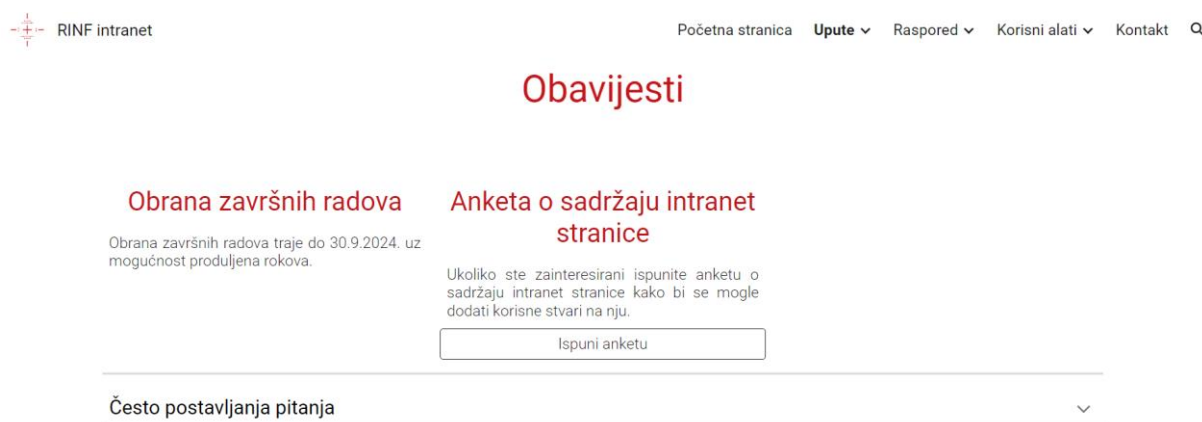 RINF intranet
Početna stranica Upute Raspored Korisni alati Kontakt
Obavijesti
Obrana završnih radova
Obrana završnih radova traje do 30.9.2024. uz
mogućnost produljena rokova.
Anketa o sadržaju intranet
stranice
Ukoliko ste zainteresirani ispunite anketu o
sadržaju intranet stranice kako bi se mogle
dodati korisne stvari na nju.
Ispuni anketu
Često postavljanja pitanja